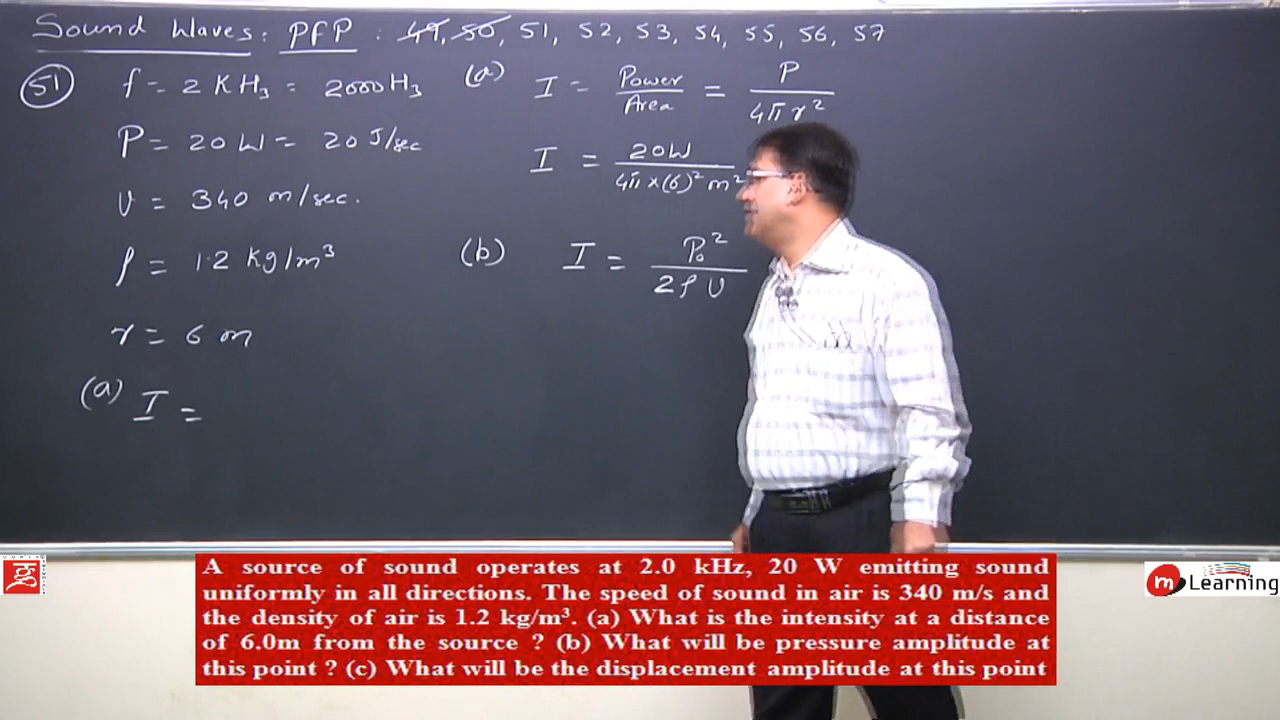 Sound Waves: PFP : 49, 50, 51, 52, 53, 54, 55, 56, 57
51 f = 2 KHz = 2000 Hz
P = 20 W = 20 J/sec
v = 340 m/sec.
ρ = 1.2 Kg/m³
r = 6 m
(a) I =
(a) I = Power/Area = P/4πr²
I = 20W/4π×(6)² m²
(b) I = P₀²/2ρv
A source of sound operates at 2.0 kHz, 20 W emitting sound
uniformly in all directions. The speed of sound in air is 340 m/s and
the density of air is 1.2 kg/m³. (a) What is the intensity at a distance
of 6.0m from the source ? (b) What will be pressure amplitude at
this point ? (c) What will be the displacement amplitude at this point
m Learning